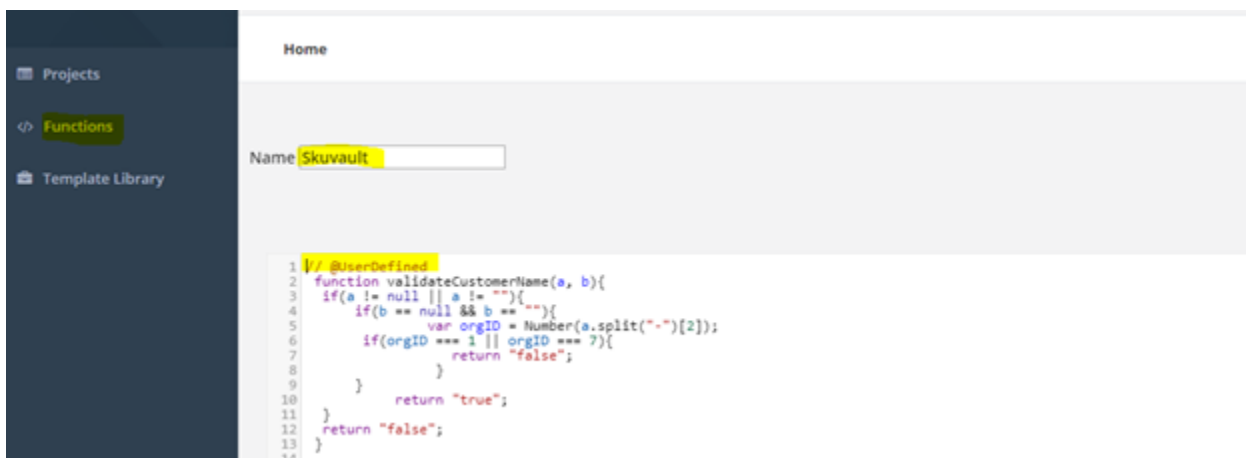 Home
Projects
Functions
Template Library
Name Skuvault
1 // @UserDefined
2 function validateCustomerName(a, b){
3 if(a != null || a != ""){
4 if(b == null && b == ""){
5 var orgID = Number(a.split("-")[2]);
6 if(orgID === 1 || orgID === 7){
7 return "false";
8 }
9 }
10 return "true";
11 }
12 return "false";
13 }
14